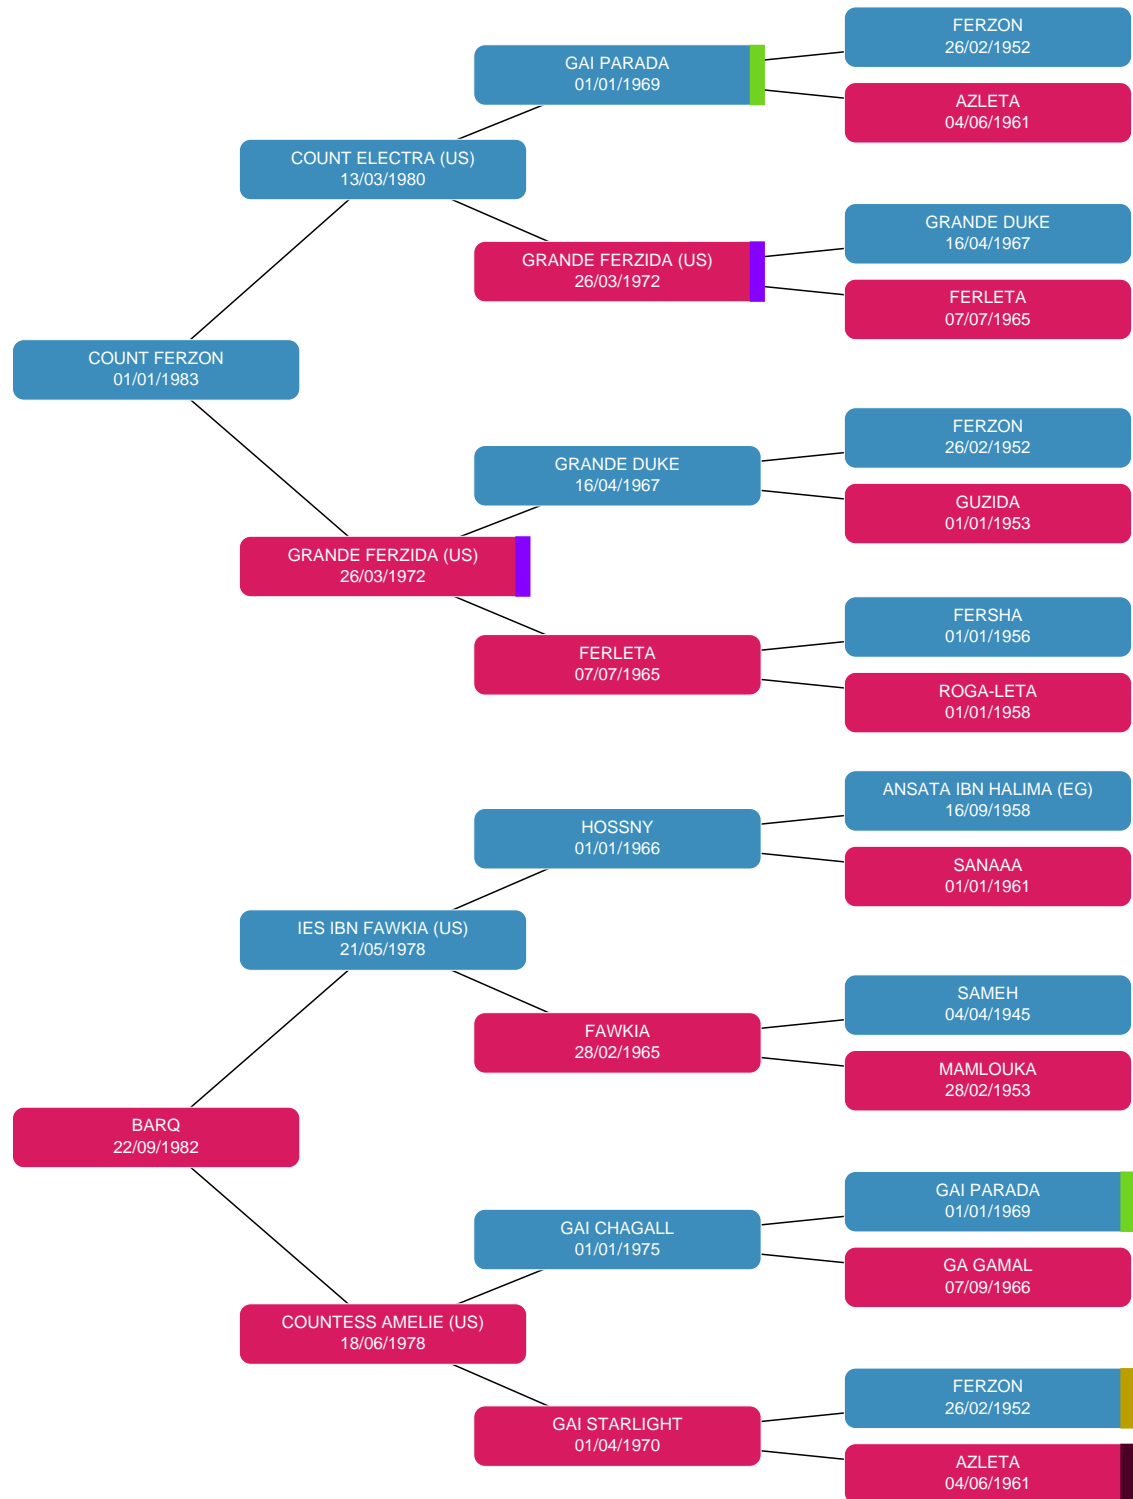 FERZON
26/02/1952
GAI PARADA
01/01/1969
AZLETA
04/06/1961
COUNT ELECTRA (US)
13/03/1980
GRANDE DUKE
16/04/1967
GRANDE FERZIDA (US)
26/03/1972
FERLETA
07/07/1965
COUNT FERZON
01/01/1983
FERZON
26/02/1952
GRANDE DUKE
16/04/1967
GUZIDA
01/01/1953
GRANDE FERZIDA (US)
26/03/1972
FERSHA
01/01/1956
FERLETA
07/07/1965
ROGA-LETA
01/01/1958
ANSATA IBN HALIMA (EG)
16/09/1958
HOSSNY
01/01/1966
SANAAA
01/01/1961
IES IBN FAWKIA (US)
21/05/1978
SAMEH
04/04/1945
FAWKIA
28/02/1965
MAMLOUKA
28/02/1953
BARQ
22/09/1982
GAI PARADA
01/01/1969
GAI CHAGALL
01/01/1975
GA GAMAL
07/09/1966
COUNTESS AMELIE (US)
18/06/1978
FERZON
26/02/1952
GAI STARLIGHT
01/04/1970
AZLETA
04/06/1961